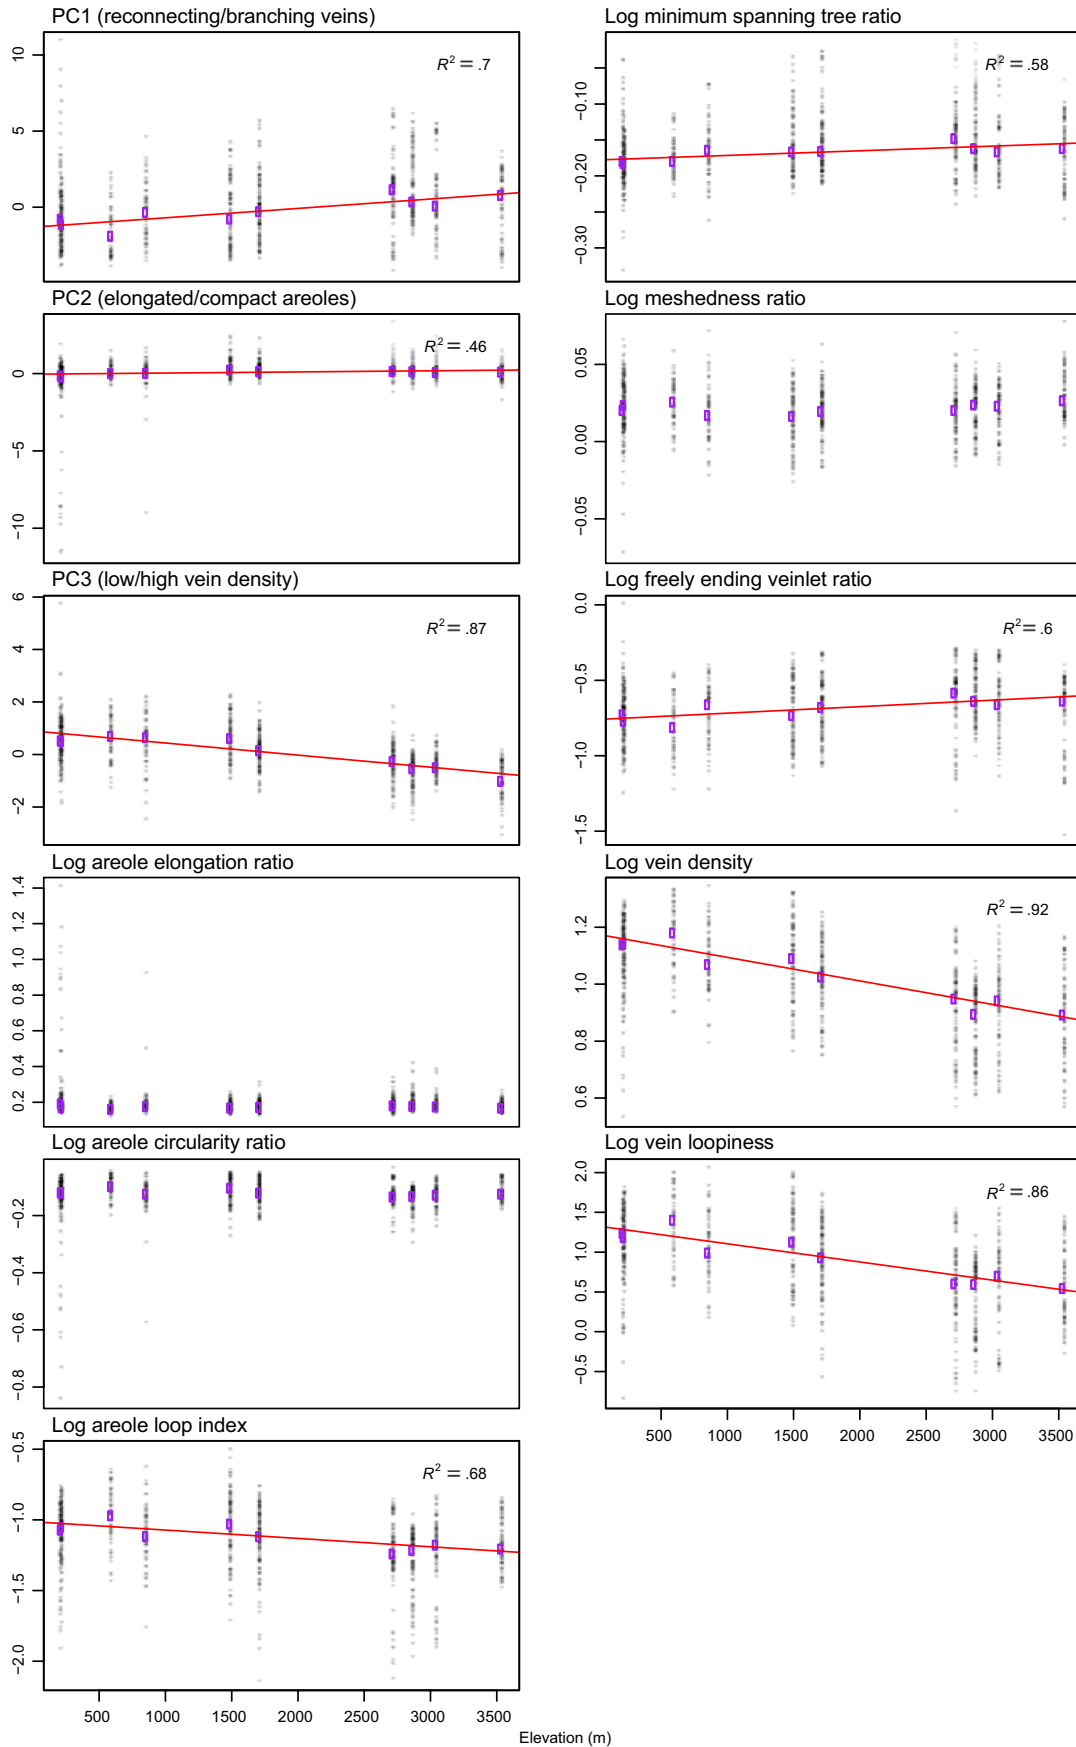 PC1 (reconnecting/branching veins)
10
5
0
R² = .7
Log minimum spanning tree ratio
−0.10
−0.20
−0.30
R² = .58
PC2 (elongated/compact areoles)
0
−5
−10
R² = .46
Log meshedness ratio
0.05
0.00
−0.05
PC3 (low/high vein density)
6
4
2
0
−2
R² = .87
Log freely ending veinlet ratio
0.0
−0.5
−1.0
−1.5
R² = .6
Log areole elongation ratio
1.4
1.0
0.8
0.6
0.4
0.2
Log vein density
1.2
1.0
0.8
0.6
R² = .92
Log areole circularity ratio
−0.2
−0.4
−0.6
−0.8
Log vein loopiness
2.0
1.5
1.0
0.5
0.0
−0.5
R² = .86
500 1000 1500 2000 2500 3000 3500
Log areole loop index
−0.5
−1.0
−1.5
−2.0
R² = .68
500 1000 1500 2000 2500 3000 3500
Elevation (m)